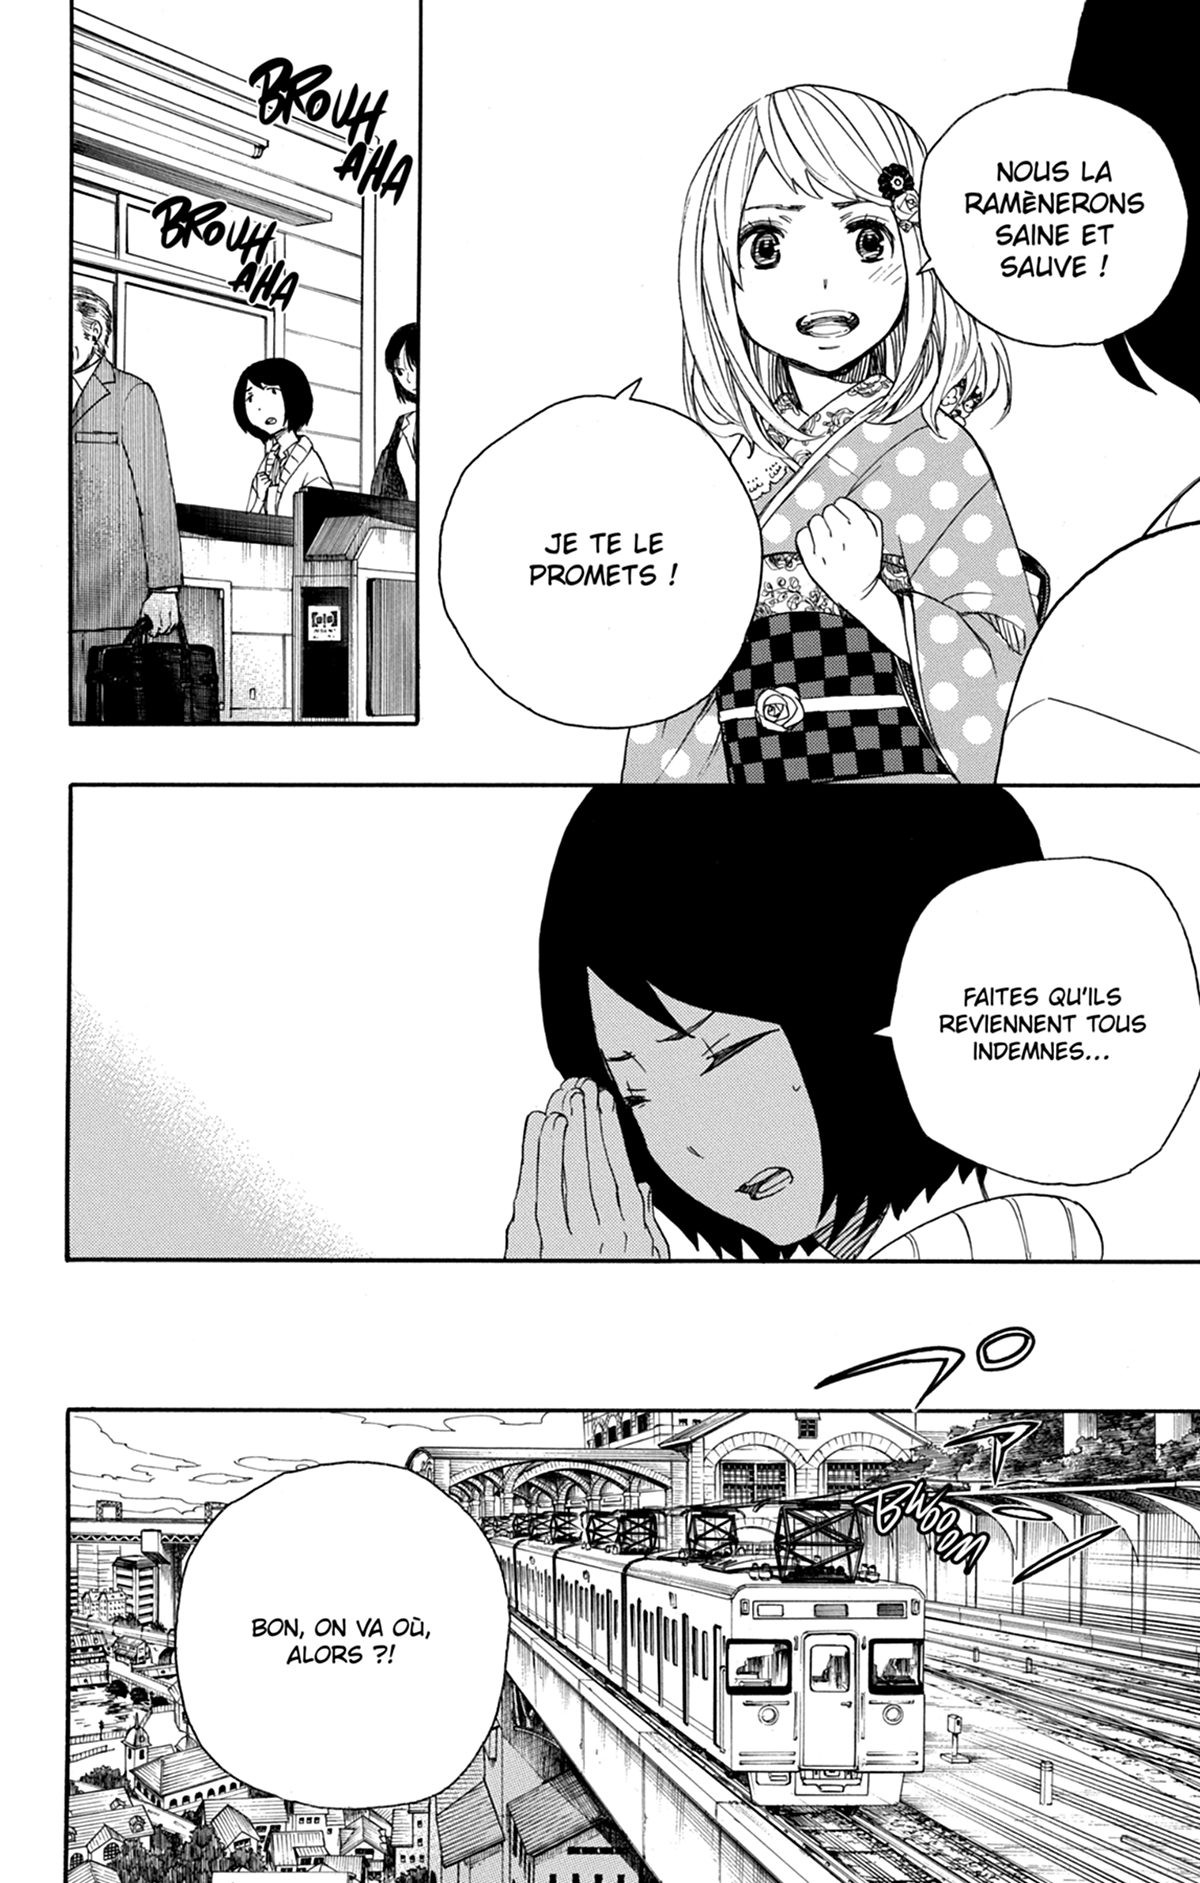 NOUS LA
RAMÈNERONS
SAINE ET
SAUVE !
JE TE LE
PROMETS !
BROUH
AHA
BROUH
AHA
FAITES QU'ILS
REVIENNENT TOUS
INDEMNES...
BWOOOM
BON, ON VA OÙ,
ALORS ?!